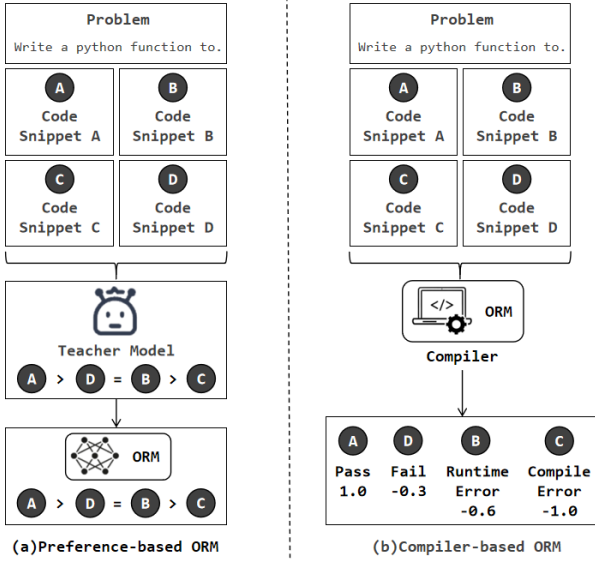 Problem
Write a python function to.
A
Code
Snippet A
B
Code
Snippet B
C
Code
Snippet C
D
Code
Snippet D
Teacher Model
A > D = B > C
ORM
A > D = B > C
(a)Preference-based ORM
Problem
Write a python function to.
A
Code
Snippet A
B
Code
Snippet B
C
Code
Snippet C
D
Code
Snippet D
</>
ORM
Compiler
A
Pass
1.0
D
Fail
-0.3
B
Runtime
Error
-0.6
C
Compile
Error
-1.0
(b)Compiler-based ORM